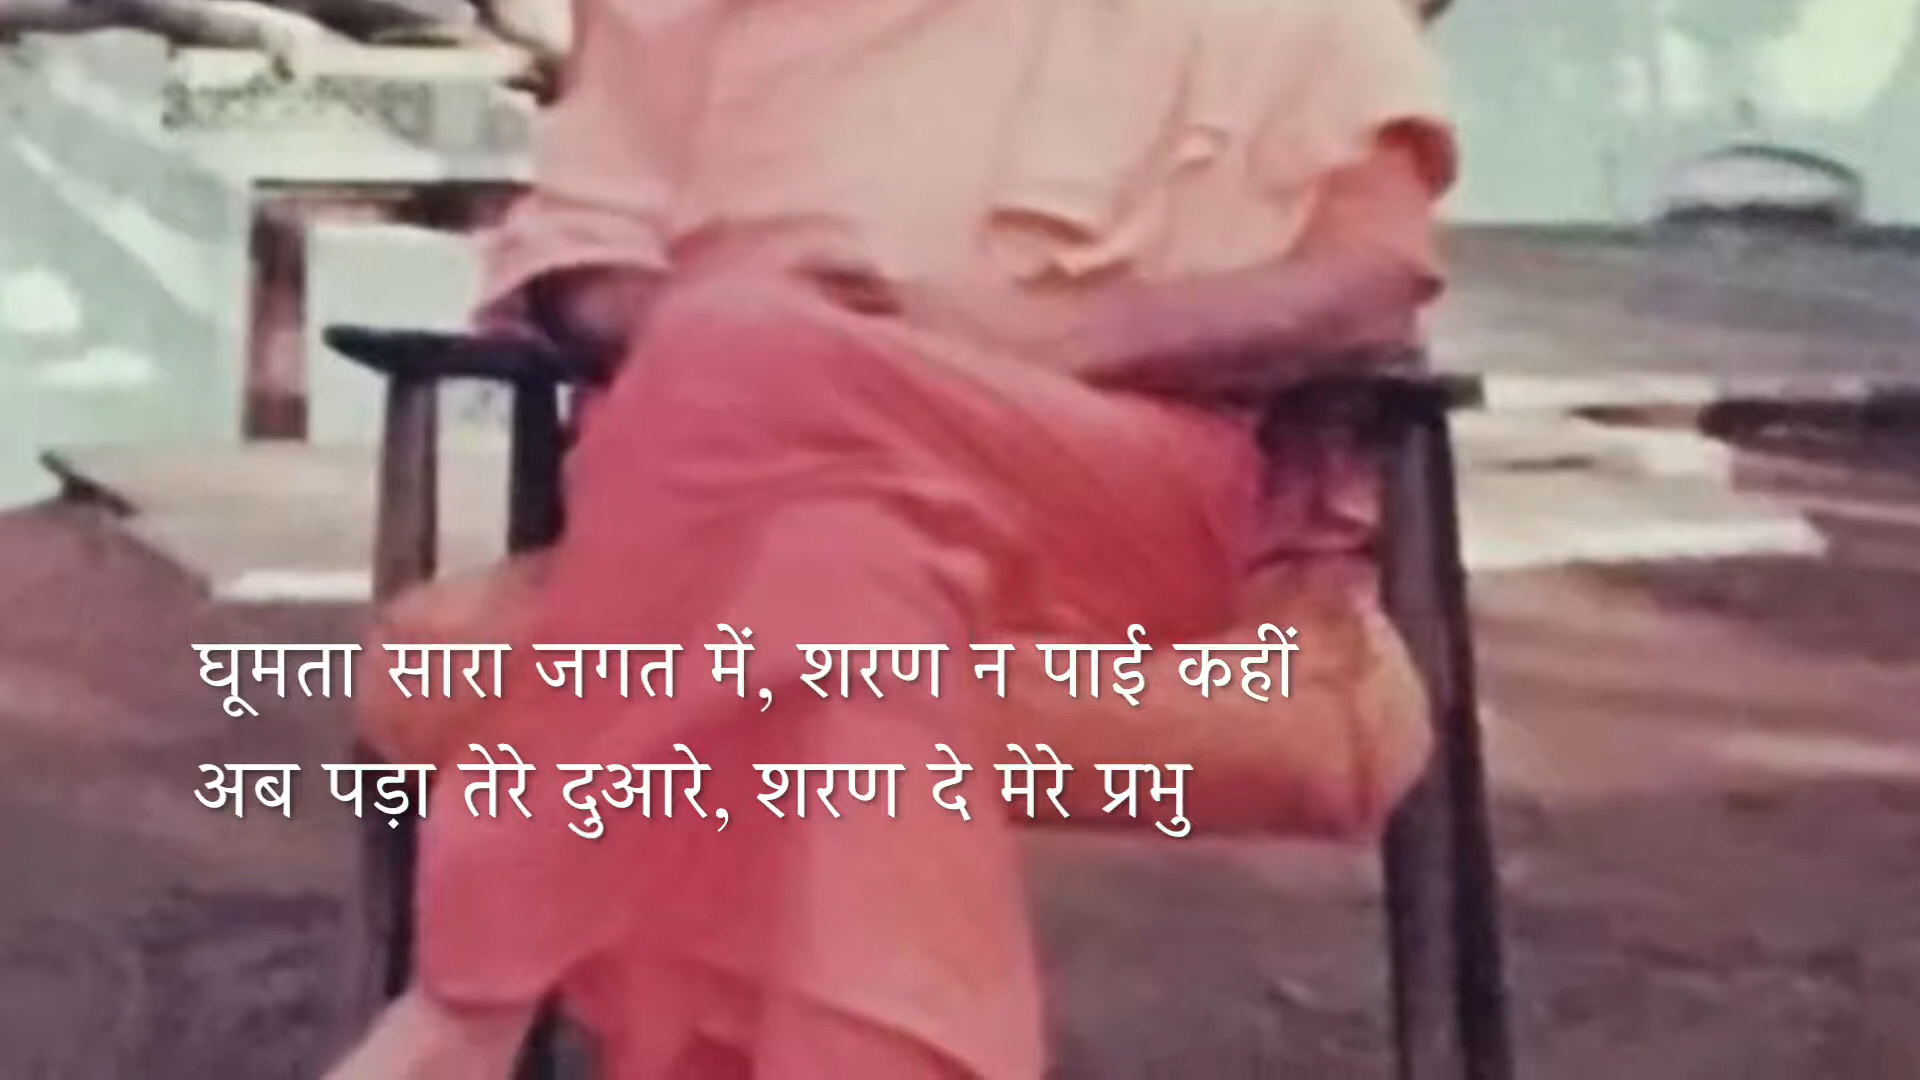 घूमता सारा जगत में, शरण न पाई कहीं
अब पड़ा तेरे दुआरे, शरण दे मेरे प्रभु